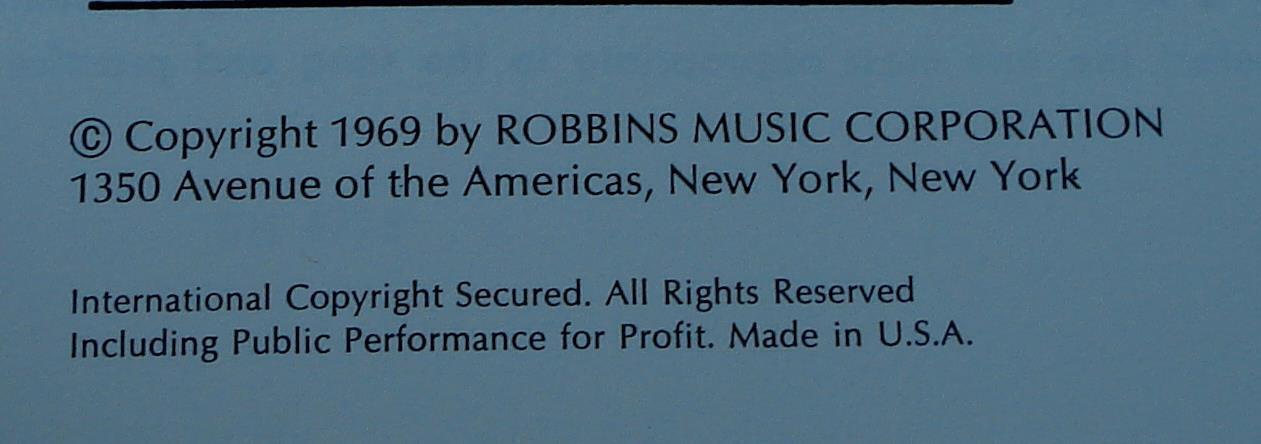 © Copyright 1969 by ROBBINS MUSIC CORPORATION
1350 Avenue of the Americas, New York, New York
International Copyright Secured. All Rights Reserved
Including Public Performance for Profit. Made in U.S.A.